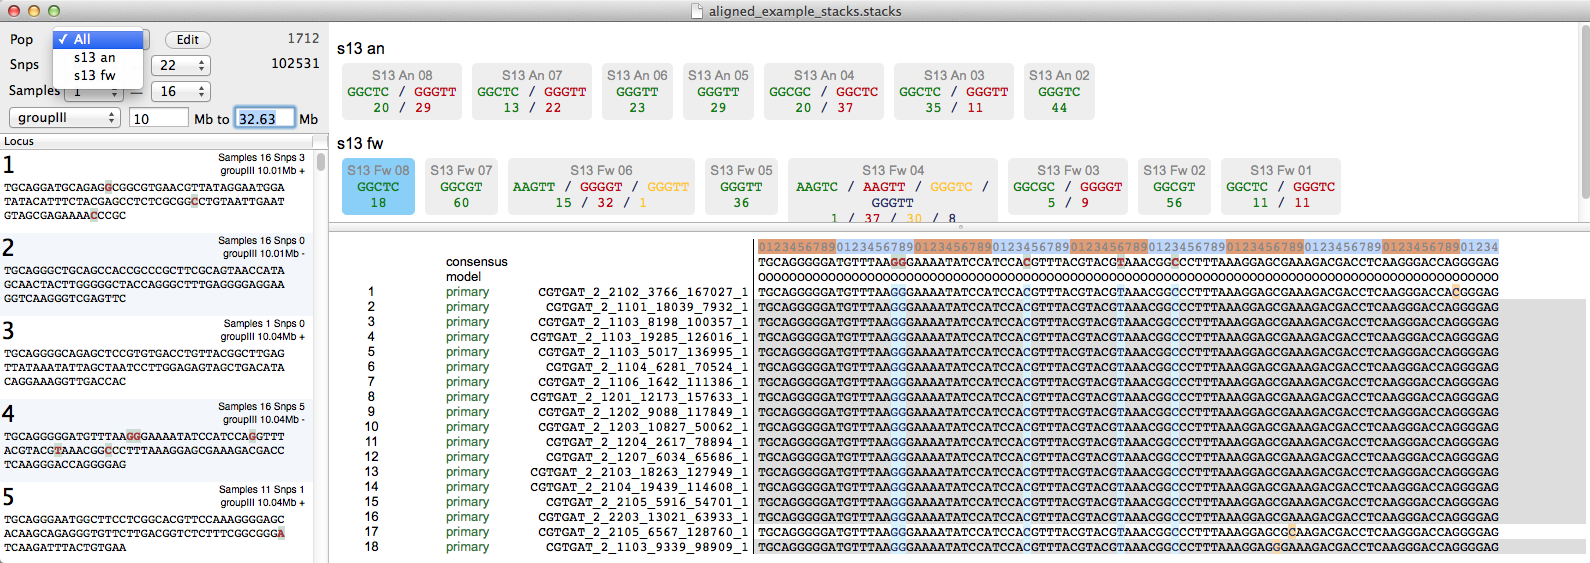 aligned_example_stacks.stacks
Pop
✓ All
s13 an
s13 fw
Edit
1712
Snps
22
102531
Samples
1
—
16
groupIII
10
Mb to
32.63
Mb
Locus
1
Samples 16 Snps 3
groupIII 10.01Mb +
TGCAGGATGCAGAGGCGGCGTGAACGTTATAGGAATGGA
TATACATTTCTACGAGCCTCTCGCGGCCTGTAATTGAAT
GTAGCGAGAAAACCCCGC
2
Samples 16 Snps 0
groupIII 10.01Mb -
TGCAGGGCTGCAGCCACCGCCCGCTTCGCAGTAACCATA
GCAACTACTTGGGGGCTACCAGGGCTTTGAGGGGAGGAA
GGTCAAGGGTCGAGTTC
3
Samples 1 Snps 0
groupIII 10.04Mb +
TGCAGGGGCAGAGCTCCGTGTGACCTGTTACGGCTTGAG
TTATAAATATTAGCTAATCCTTGGAGAGTAGCTGACATA
CAGGAAAGGTTGACCAC
4
Samples 16 Snps 5
groupIII 10.04Mb -
TGCAGGGGGATGTTTAAGGGAAAATATCCATCCAGGTTT
ACGTACGTAAACGGCCCTTTAAAGGAGCGAAAGACGACC
TCAAGGGACCAGGGGAG
5
Samples 11 Snps 1
groupIII 10.04Mb +
TGCAGGGAATGGCTTCCTCGGCACGTTCCAAAGGGGAGC
ACAAGCAGAGGGTGTTCTTGACGGTCTCTTTCGGCGGGA
TCAAGATTTACTGTGAA
s13 an
S13 An 08
GGCTC / GGGTT
20 / 29
S13 An 07
GGCTC / GGGTT
13 / 22
S13 An 06
GGGTT
23
S13 An 05
GGGTT
29
S13 An 04
GGCGC / GGCTC
20 / 37
S13 An 03
GGCTC / GGGTT
35 / 11
S13 An 02
GGGTC
44
s13 fw
S13 Fw 08
GGCTC
18
S13 Fw 07
GGCGT
60
S13 Fw 06
AAGTT / GGGGT / GGGTT
15 / 32 / 1
S13 Fw 05
GGGTT
36
S13 Fw 04
AAGTC / AAGTT / GGGTC /
GGGTT
1 / 37 / 30 / 8
S13 Fw 03
GGCGC / GGGGT
5 / 9
S13 Fw 02
GGCGT
56
S13 Fw 01
GGCTC / GGGTC
11 / 11
01234567890123456789012345678901234567890123456789012345678901234567890123456789012345678901234
consensus TGCAGGGGGATGTTTAAGGGAAAATATCCATCCACGTTTACGTACGTAAACGGCCCTTTAAAGGAGCGAAAGACGACCTCAAGGGACCAGGGGAG
model OOOOOOOOOOOOOOOOOOOOOOOOOOOOOOOOOOOOOOOOOOOOOOOOOOOOOOOOOOOOOOOOOOOOOOOOOOOOOOOOOOOOOOOOOOOOOOO
1 primary CGTGAT_2_2102_3766_167027_1 TGCAGGGGGATGTTTAAGGGAAAATATCCATCCACGTTTACGTACGTAAACGGCCCTTTAAAGGAGCGAAAGACGACCTCAAGGGACCACGGGAG
2 primary CGTGAT_2_1101_18039_7932_1 TGCAGGGGGATGTTTAAGGGAAAATATCCATCCACGTTTACGTACGTAAACGGCCCTTTAAAGGAGCGAAAGACGACCTCAAGGGACCAGGGGAG
3 primary CGTGAT_2_1103_8198_100357_1 TGCAGGGGGATGTTTAAGGGAAAATATCCATCCACGTTTACGTACGTAAACGGCCCTTTAAAGGAGCGAAAGACGACCTCAAGGGACCAGGGGAG
4 primary CGTGAT_2_1103_19285_126016_1 TGCAGGGGGATGTTTAAGGGAAAATATCCATCCACGTTTACGTACGTAAACGGCCCTTTAAAGGAGCGAAAGACGACCTCAAGGGACCAGGGGAG
5 primary CGTGAT_2_1103_5017_136995_1 TGCAGGGGGATGTTTAAGGGAAAATATCCATCCACGTTTACGTACGTAAACGGCCCTTTAAAGGAGCGAAAGACGACCTCAAGGGACCAGGGGAG
6 primary CGTGAT_2_1104_6281_70524_1 TGCAGGGGGATGTTTAAGGGAAAATATCCATCCACGTTTACGTACGTAAACGGCCCTTTAAAGGAGCGAAAGACGACCTCAAGGGACCAGGGGAG
7 primary CGTGAT_2_1106_1642_111386_1 TGCAGGGGGATGTTTAAGGGAAAATATCCATCCACGTTTACGTACGTAAACGGCCCTTTAAAGGAGCGAAAGACGACCTCAAGGGACCAGGGGAG
8 primary CGTGAT_2_1201_12173_157633_1 TGCAGGGGGATGTTTAAGGGAAAATATCCATCCACGTTTACGTACGTAAACGGCCCTTTAAAGGAGCGAAAGACGACCTCAAGGGACCAGGGGAG
9 primary CGTGAT_2_1202_9088_117849_1 TGCAGGGGGATGTTTAAGGGAAAATATCCATCCACGTTTACGTACGTAAACGGCCCTTTAAAGGAGCGAAAGACGACCTCAAGGGACCAGGGGAG
10 primary CGTGAT_2_1203_10827_50062_1 TGCAGGGGGATGTTTAAGGGAAAATATCCATCCACGTTTACGTACGTAAACGGCCCTTTAAAGGAGCGAAAGACGACCTCAAGGGACCAGGGGAG
11 primary CGTGAT_2_1204_2617_78894_1 TGCAGGGGGATGTTTAAGGGAAAATATCCATCCACGTTTACGTACGTAAACGGCCCTTTAAAGGAGCGAAAGACGACCTCAAGGGACCAGGGGAG
12 primary CGTGAT_2_1207_6034_65686_1 TGCAGGGGGATGTTTAAGGGAAAATATCCATCCACGTTTACGTACGTAAACGGCCCTTTAAAGGAGCGAAAGACGACCTCAAGGGACCAGGGGAG
13 primary CGTGAT_2_2103_18263_127949_1 TGCAGGGGGATGTTTAAGGGAAAATATCCATCCACGTTTACGTACGTAAACGGCCCTTTAAAGGAGCGAAAGACGACCTCAAGGGACCAGGGGAG
14 primary CGTGAT_2_2104_19439_114608_1 TGCAGGGGGATGTTTAAGGGAAAATATCCATCCACGTTTACGTACGTAAACGGCCCTTTAAAGGAGCGAAAGACGACCTCAAGGGACCAGGGGAG
15 primary CGTGAT_2_2105_5916_54701_1 TGCAGGGGGATGTTTAAGGGAAAATATCCATCCACGTTTACGTACGTAAACGGCCCTTTAAAGGAGCGAAAGACGACCTCAAGGGACCAGGGGAG
16 primary CGTGAT_2_2203_13021_63933_1 TGCAGGGGGATGTTTAAGGGAAAATATCCATCCACGTTTACGTACGTAAACGGCCCTTTAAAGGAGCGAAAGACGACCTCAAGGGACCAGGGGAG
17 primary CGTGAT_2_2105_6567_128760_1 TGCAGGGGGATGTTTAAGGGAAAATATCCATCCACGTTTACGTACGTAAACGGCCCTTTAAAGGAGCGCAAGACGACCTCAAGGGACCAGGGGAG
18 primary CGTGAT_2_1103_9339_98909_1 TGCAGGGGGATGTTTAAGGGAAAATATCCATCCACGTTTACGTACGTAAACGGCCCTTTAAAGGAGGGAAAGACGACCTCAAGGGACCAGGGGAG